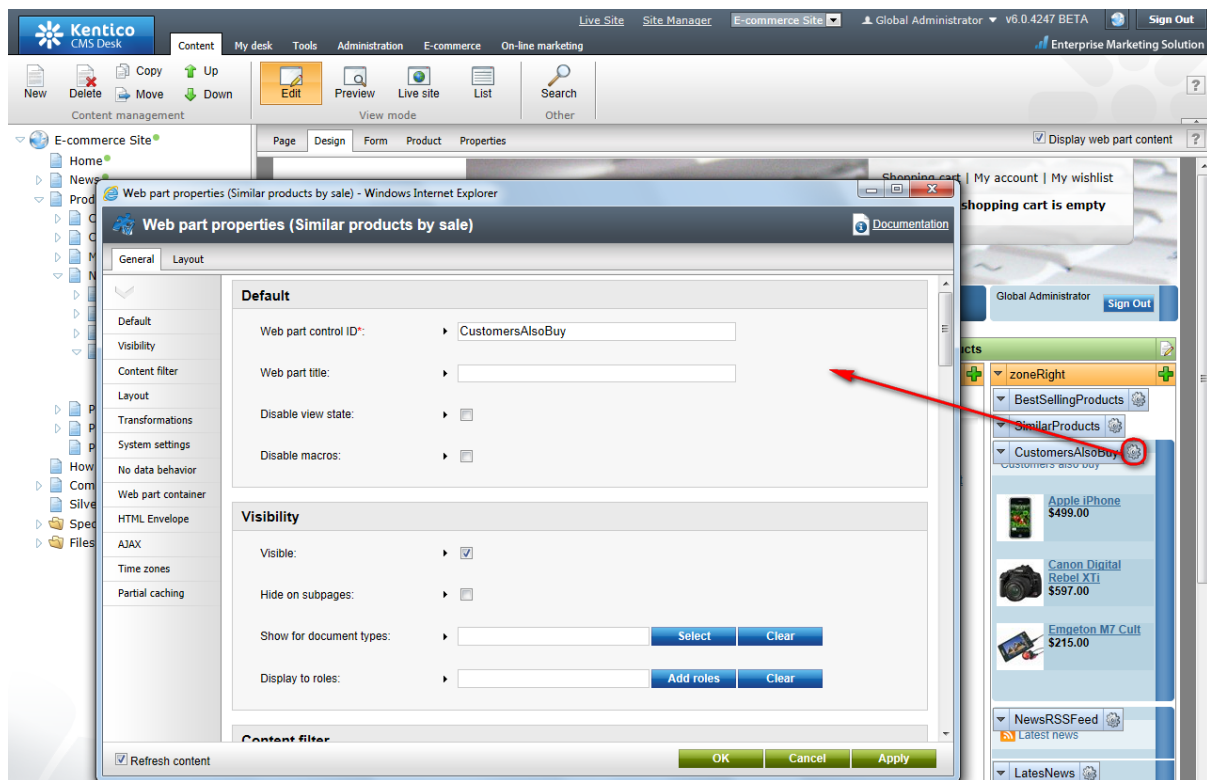 Kentico
CMS Desk
Live Site Site Manager E-commerce Site Global Administrator v6.0.4247 BETA Sign Out
Content My desk Tools Administration E-commerce On-line marketing
Enterprise Marketing Solution
New Delete Copy Move Up Down
Content management
Edit Preview Live site List
View mode
Search
Other
?
E-commerce Site
Home
News
Prod
C
C
M
N
P
P
P
How
Com
Silve
Spec
Files
Page Design Form Product Properties
Display web part content ?
Shopping cart | My account | My wishlist
shopping cart is empty
Web part properties (Similar products by sale) - Windows Internet Explorer
Web part properties (Similar products by sale)
Documentation
General Layout
Default
Visibility
Content filter
Layout
Transformations
System settings
No data behavior
Web part container
HTML Envelope
AJAX
Time zones
Partial caching
Default
Web part control ID*: CustomersAlsoBuy
Web part title:
Disable view state:
Disable macros:
Visibility
Visible:
Hide on subpages:
Show for document types: Select Clear
Display to roles: Add roles Clear
Content filter
Refresh content
OK Cancel Apply
Global Administrator Sign Out
ucts
zoneRight
BestSellingProducts
SimilarProducts
CustomersAlsoBuy
Customers also buy
Apple iPhone
$499.00
Canon Digital
Rebel XTi
$597.00
Emgeton M7 Cult
$215.00
NewsRSSFeed
Latest news
LatesNews